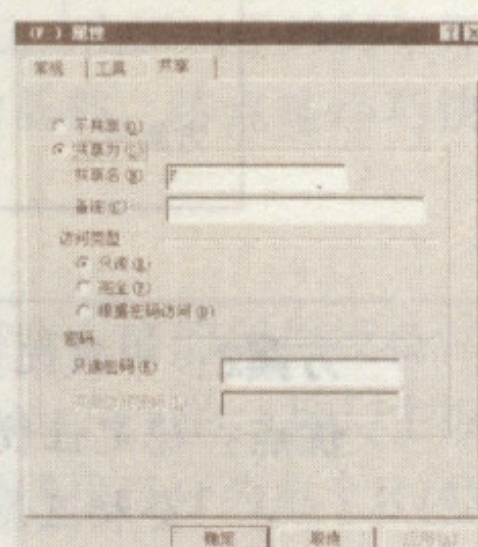 (F:) 属性
常规 工具 共享
不共享(O)
共享为(S)
共享名(N) F
备注(C)
访问类型
只读(R)
完全(F)
根据密码访问(D)
密码
只读密码(E)
确定 取消 应用(A)